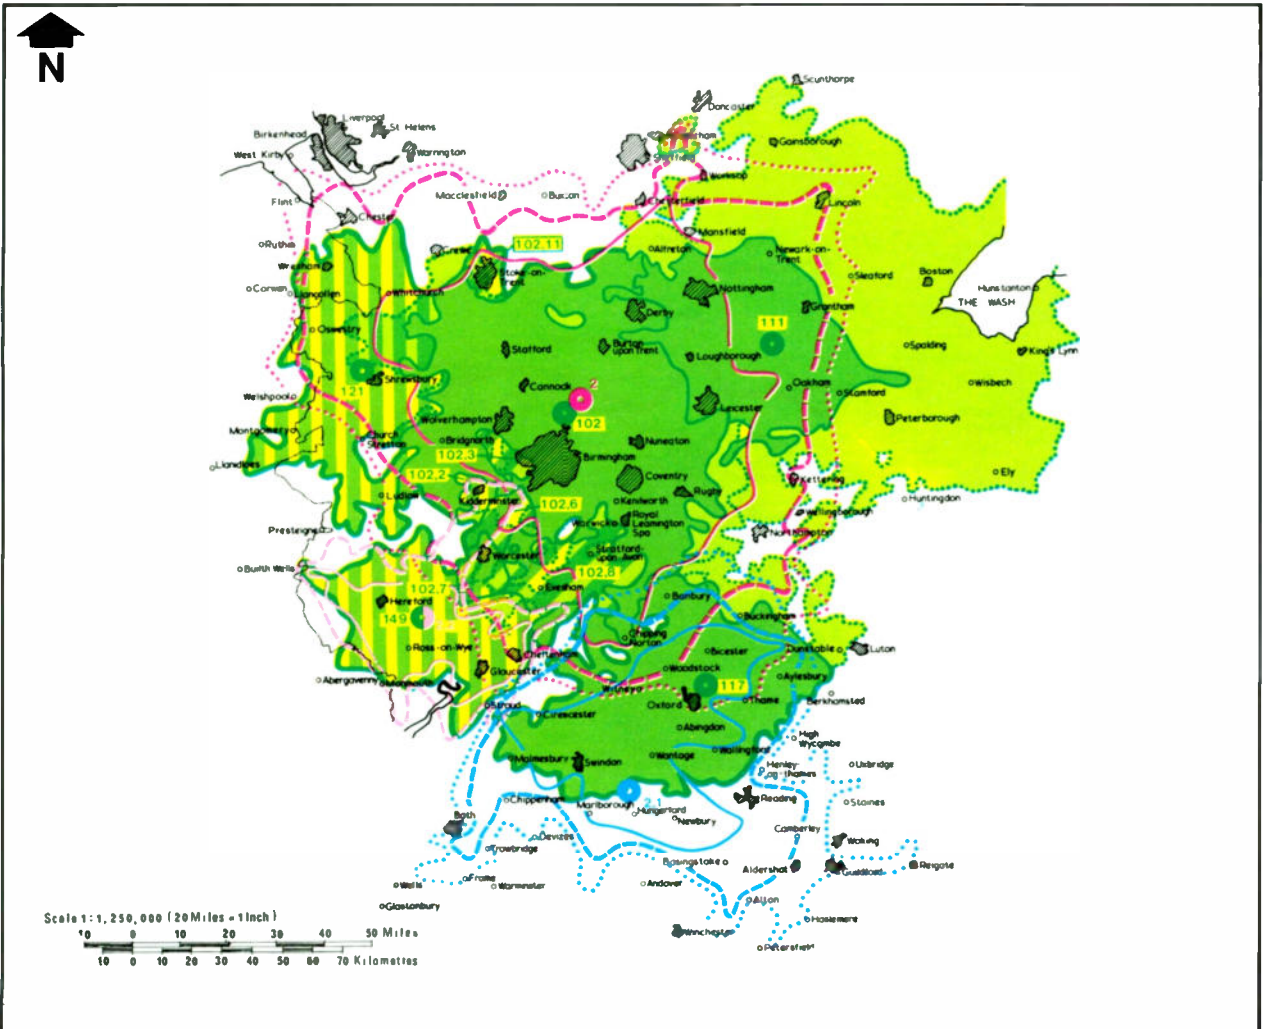 N
Scunthorpe
Doncaster
Liverpool
St Helens
Birkenhead
Warrington
West Kirby
Gainsborough
Sheffield
Worksop
Macclesfield
Buxton
Chesterfield
Lincoln
Flint
Chester
Mansfield
Ruthin
102.11
Crewe
Alfreton
Newark-on-
Trent
Wrexham
Stoke-on-
Trent
Sleaford
Boston
Corwen
Llangollen
Whitchurch
Nottingham
Hunstanton
THE WASH
Derby
Grantham
Oswestry
111
Stafford
Burton
upon Trent
Loughborough
Spalding
King's Lynn
121
Shrewsbury
Cannock
2
Oakham
Stamford
Wisbech
Welshpool
Leicester
Peterborough
Wolverhampton
102
Montgomery
Church
Stretton
Bridgnorth
Nuneaton
102.3
Birmingham
Llanidloes
102.2
Coventry
Kettering
Ely
Ludlow
Kidderminster
Rugby
Huntingdon
102.6
Kenilworth
Wellingborough
Royal
Leamington
Spa
Warwick
Presteigne
Northampton
Worcester
Stratford-
upon-Avon
Builth Wells
102.8
102.7
Evesham
Banbury
Hereford
149
Buckingham
Chipping
Norton
Ross-on-Wye
Cheltenham
Bicester
Dunstable
Luton
Gloucester
Woodstock
Abergavenny
Monmouth
Witney
117
Aylesbury
Stroud
Oxford
Thame
Berkhamsted
Cirencester
Abingdon
High
Wycombe
Malmesbury
Swindon
Wantage
Wallingford
Henley-
on-Thames
Uxbridge
Chippenham
Marlborough
2.1
Hungerford
Reading
Staines
Bath
Newbury
Camberley
Devizes
Woking
Trowbridge
Basingstoke
Aldershot
Guildford
Reigate
Frome
Wells
Warminster
Andover
Alton
Glastonbury
Haslemere
Winchester
Petersfield
Scale 1:1,250,000 (20 Miles = 1 Inch)
10 0 10 20 30 40 50 Miles
10 0 10 20 30 40 50 60 70 Kilometres